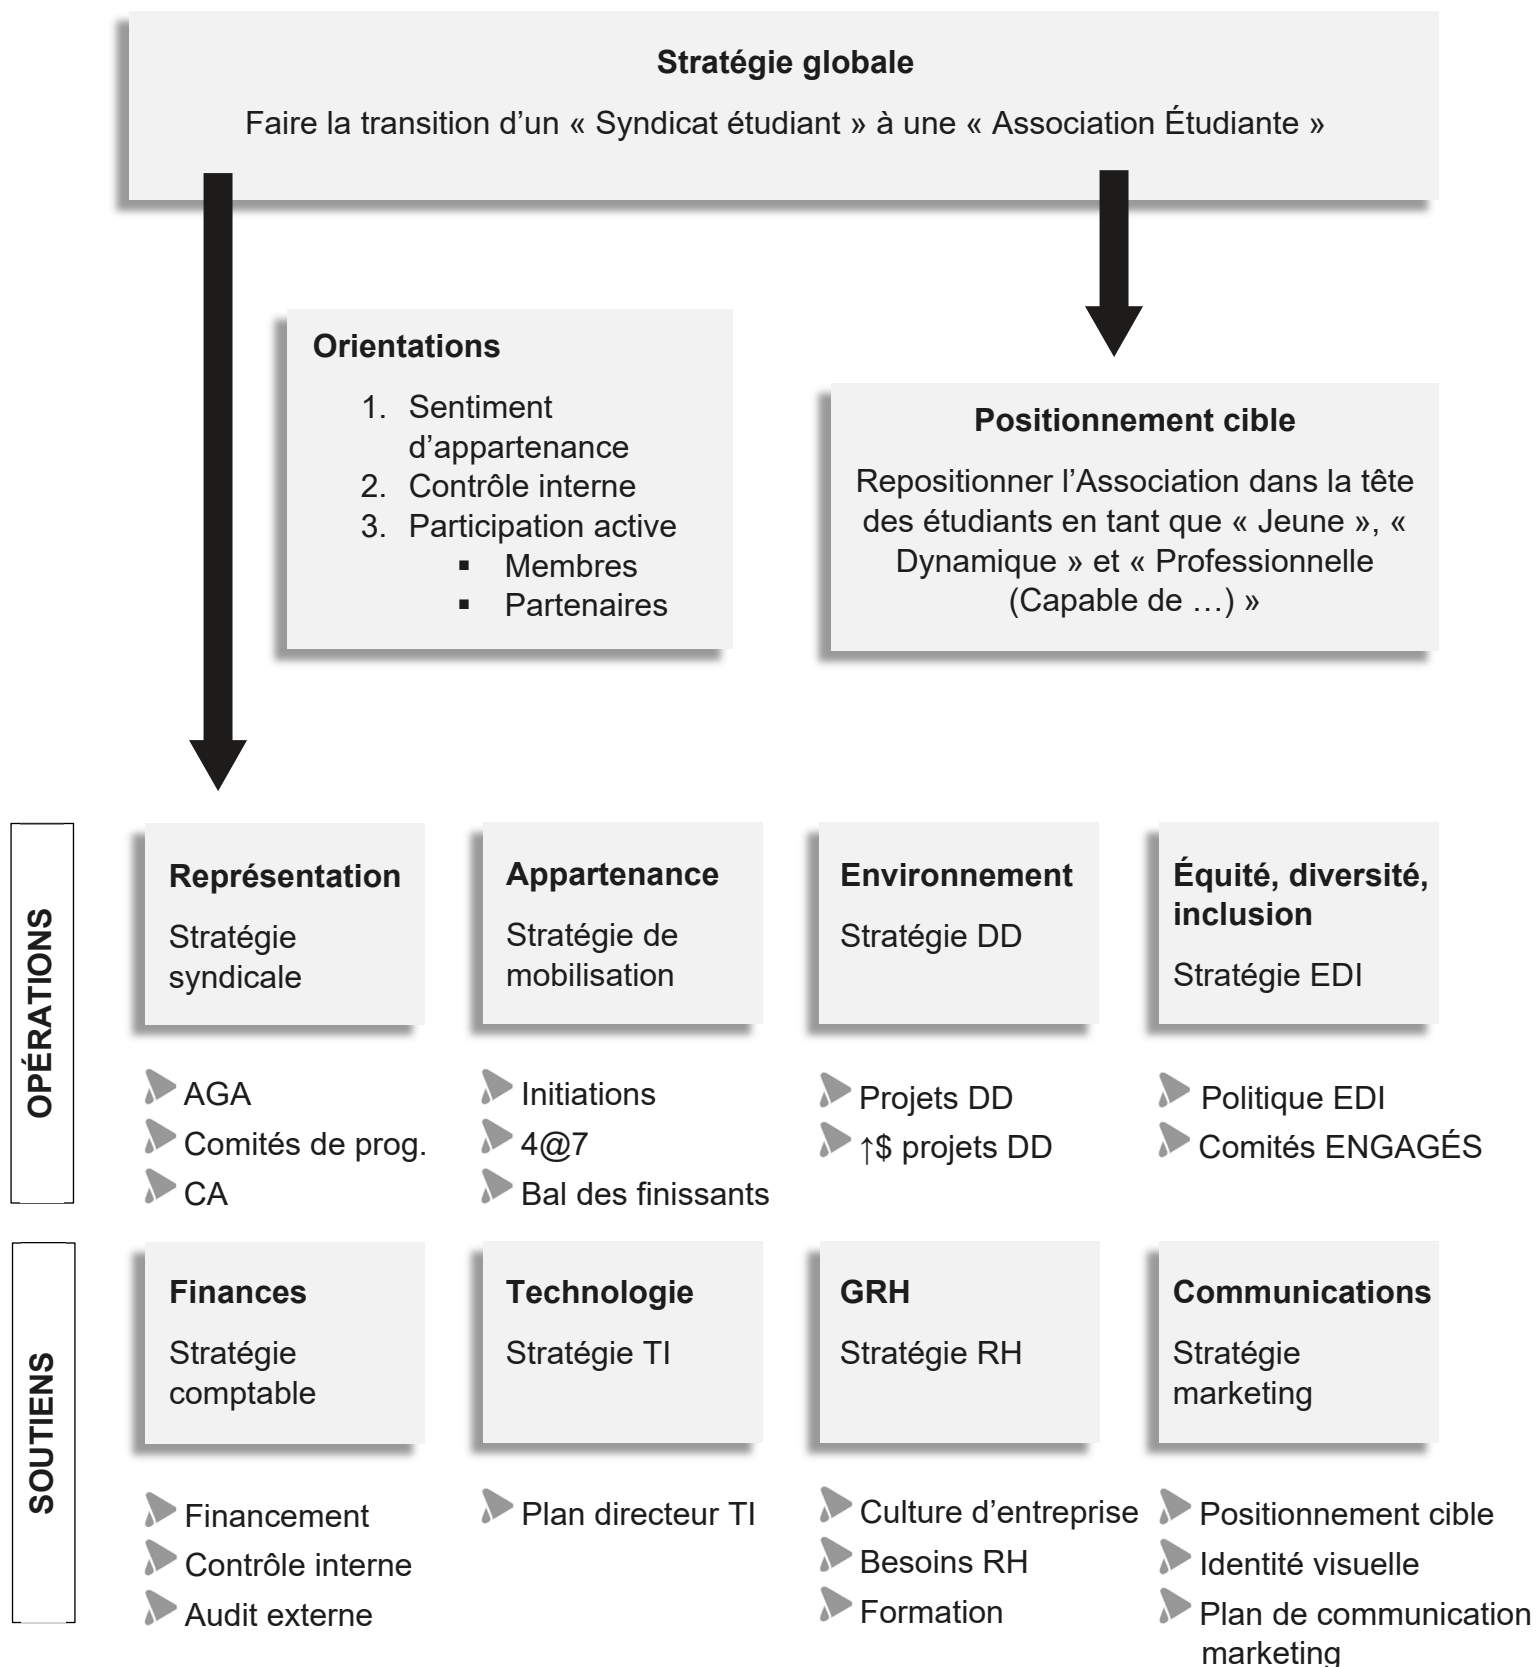 Stratégie globale
Faire la transition d’un « Syndicat étudiant » à une « Association Étudiante »
Orientations
1. Sentiment
d’appartenance
2. Contrôle interne
3. Participation active
▪ Membres
▪ Partenaires
Positionnement cible
Repositionner l’Association dans la tête
des étudiants en tant que « Jeune », «
Dynamique » et « Professionnelle
(Capable de …) »
OPÉRATIONS
Représentation
Stratégie
syndicale
AGA
Comités de prog.
CA
Appartenance
Stratégie de
mobilisation
Initiations
4@7
Bal des finissants
Environnement
Stratégie DD
Projets DD
↑$ projets DD
Équité, diversité,
inclusion
Stratégie EDI
Politique EDI
Comités ENGAGÉS
SOUTIENS
Finances
Stratégie
comptable
Financement
Contrôle interne
Audit externe
Technologie
Stratégie TI
Plan directeur TI
GRH
Stratégie RH
Culture d’entreprise
Besoins RH
Formation
Communications
Stratégie
marketing
Positionnement cible
Identité visuelle
Plan de communication
marketing